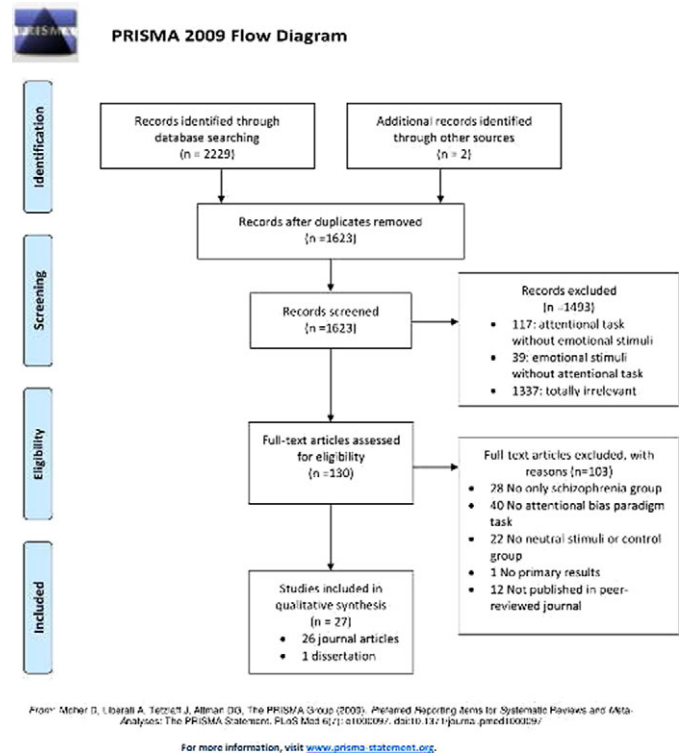 PRISMA
PRISMA 2009 Flow Diagram
Identification
Records identified through
database searching
(n = 2229)
Additional records identified
through other sources
(n = 2)
Records after duplicates removed
(n =1623)
Screening
Records screened
(n =1623)
Records excluded
(n =1493)
• 117: attentional task
without emotional stimuli
• 39: emotional stimuli
without attentional task
• 1337: totally irrelevant
Eligibility
Full-text articles assessed
for eligibility
(n =130)
Full text articles excluded, with
reasons (n=103)
• 28 No only schizophrenia group
• 40 No attentional bias paradigm
task
• 22 No neutral stimuli or control
group
• 1 No primary results
• 12 Not published in peer-
reviewed journal
Included
Studies included in
qualitative synthesis
(n = 27)
• 26 journal articles
• 1 dissertation
From: Moher D, Liberati A, Tetzlaff J, Altman DG, The PRISMA Group (2009). Preferred Reporting Items for Systematic Reviews and Meta-
Analyses: The PRISMA Statement. PLoS Med 6(7): e1000097. doi:10.1371/journal.pmed1000097
For more information, visit www.prisma-statement.org.